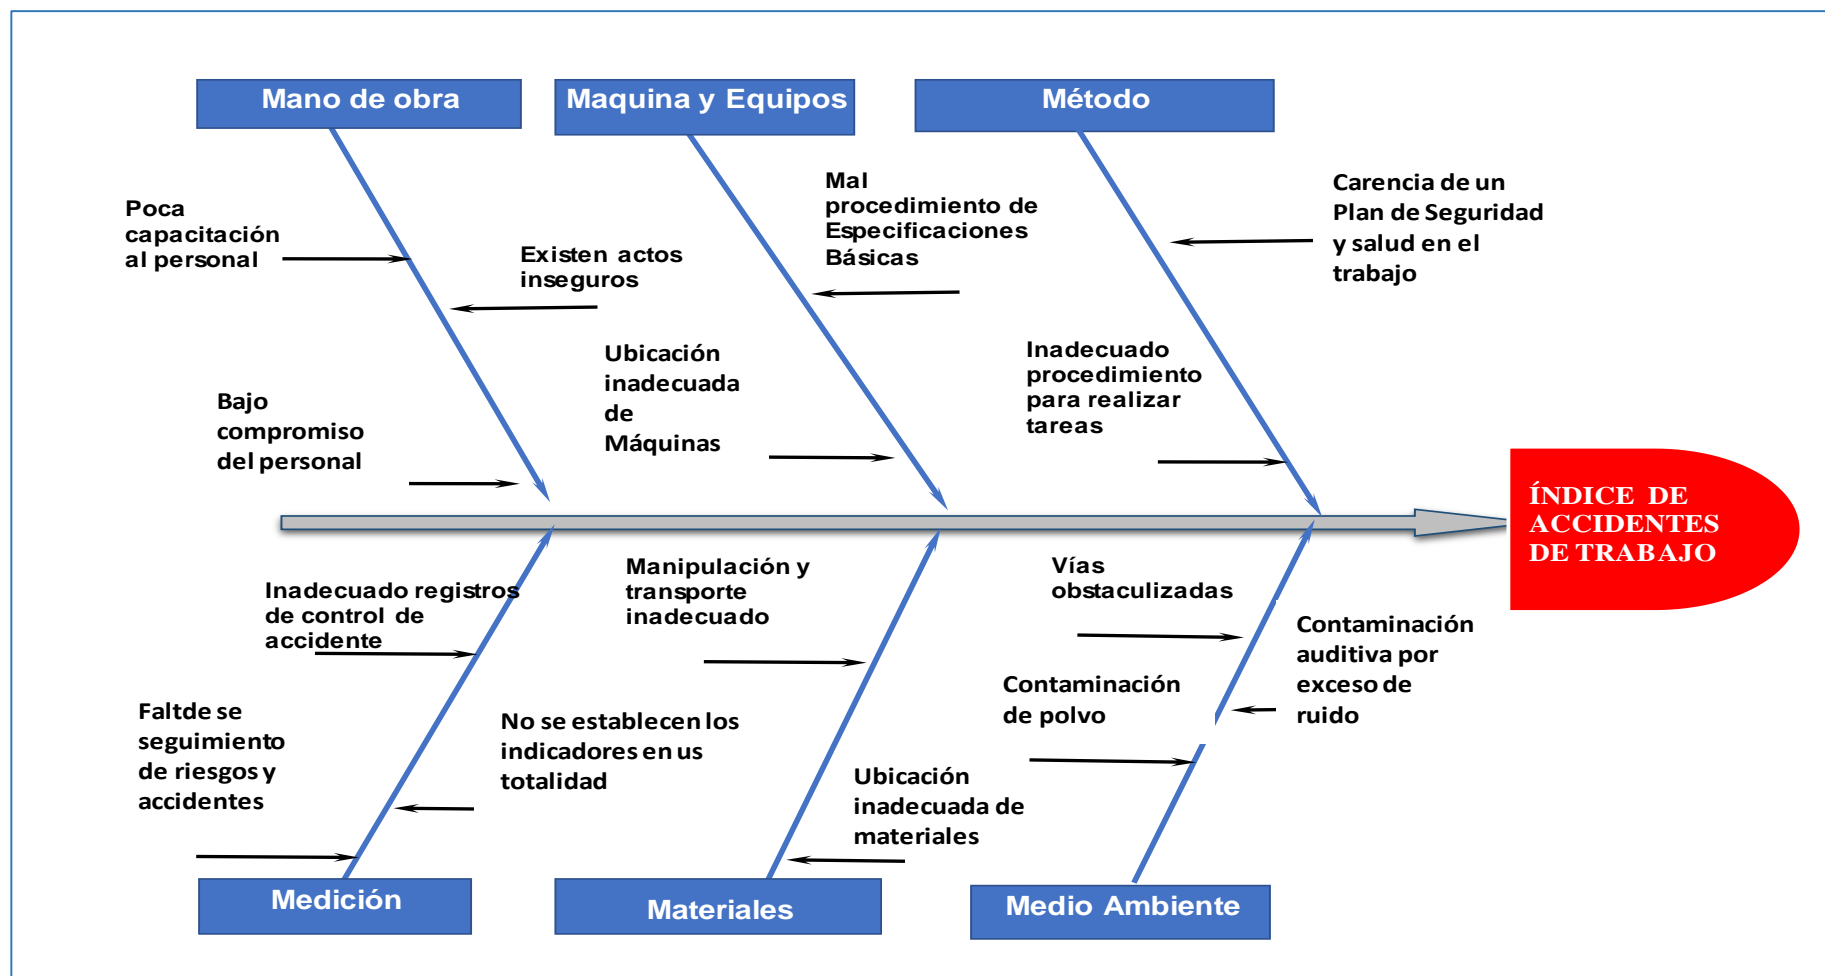 Mano de obra
Maquina y Equipos
Método
Poca
capacitación
al personal
Existen actos
inseguros
Bajo
compromiso
del personal
Mal
procedimiento de
Especificaciones
Básicas
Ubicación
inadecuada
de
Máquinas
Carencia de un
Plan de Seguridad
y salud en el
trabajo
Inadecuado
procedimiento
para realizar
tareas
ÍNDICE DE
ACCIDENTES
DE TRABAJO
Inadecuado registros
de control de
accidente
Faltde se
seguimiento
de riesgos y
accidentes
No se establecen los
indicadores en us
totalidad
Manipulación y
transporte
inadecuado
Ubicación
inadecuada de
materiales
Vías
obstaculizadas
Contaminación
de polvo
Contaminación
auditiva por
exceso de
ruido
Medición
Materiales
Medio Ambiente